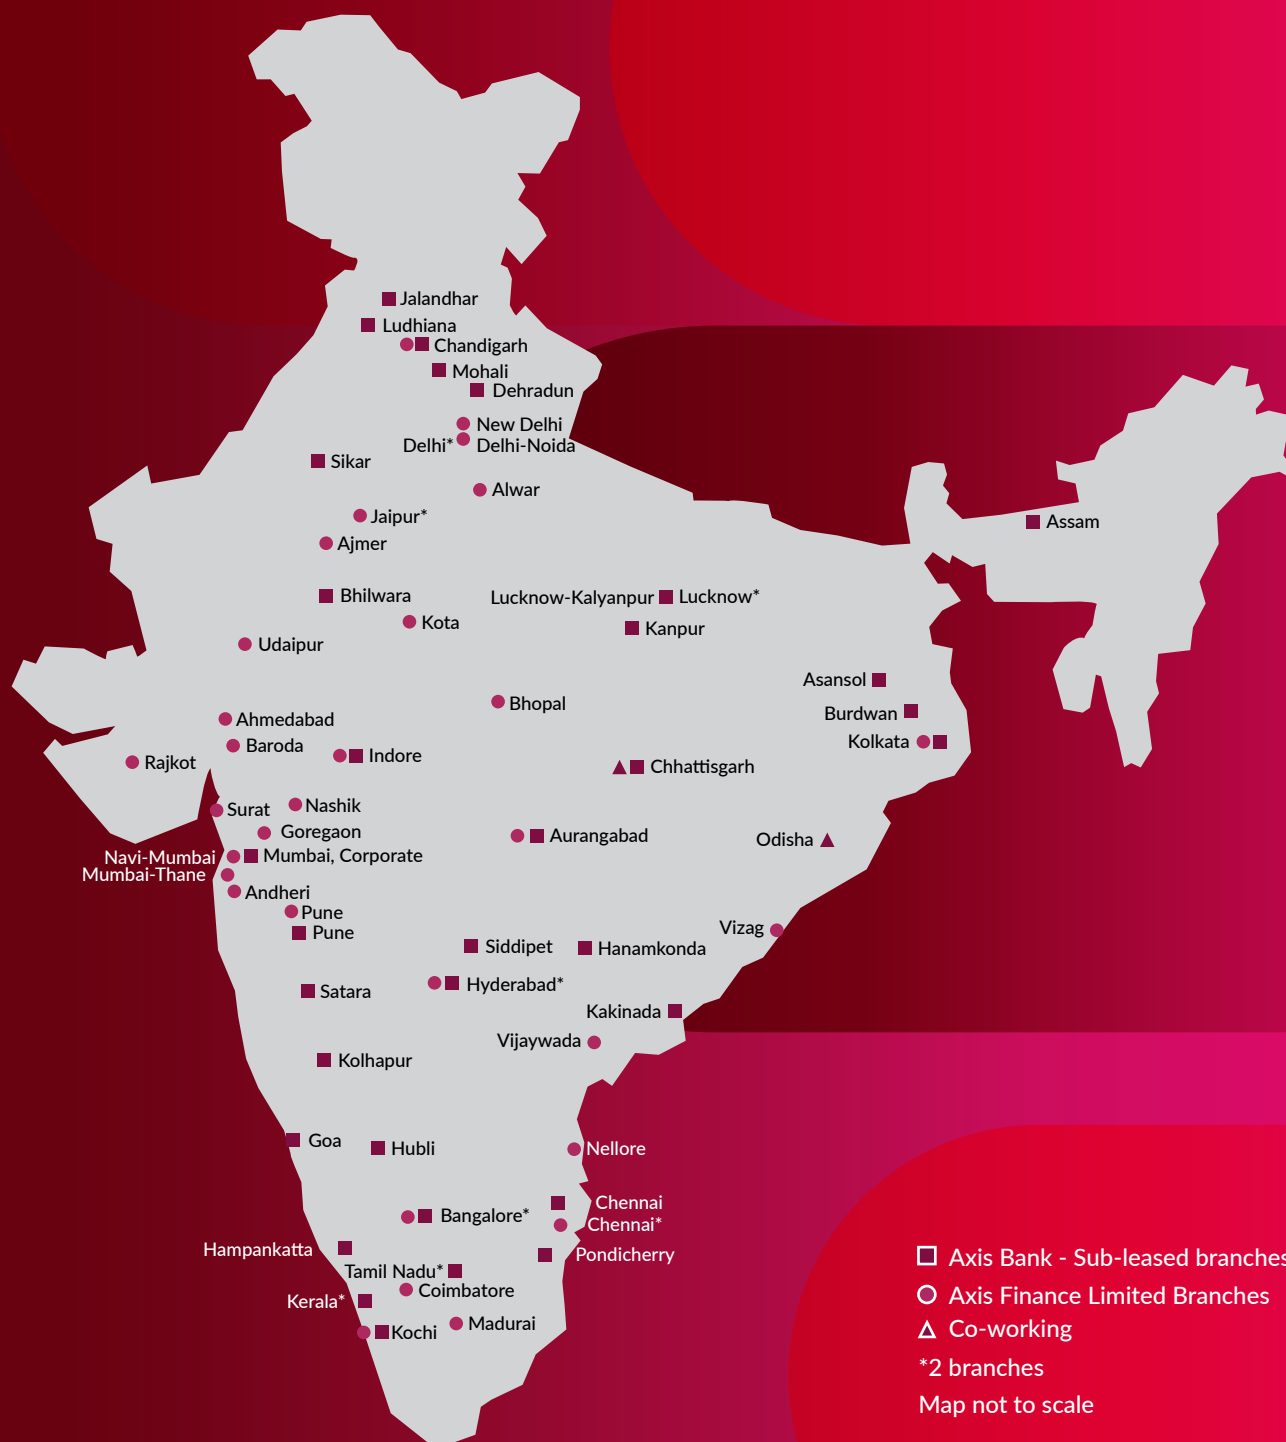 Jalandhar
Ludhiana
Chandigarh
Mohali
Dehradun
New Delhi
Delhi* Delhi-Noida
Sikar
Alwar
Jaipur*
Ajmer
Assam
Bhilwara
Lucknow-Kalyanpur Lucknow*
Kota
Kanpur
Udaipur
Asansol
Bhopal
Burdwan
Ahmedabad
Kolkata
Baroda
Indore
Rajkot
Chhattisgarh
Nashik
Surat
Goregaon
Aurangabad
Odisha
Navi-Mumbai Mumbai, Corporate
Mumbai-Thane
Andheri
Pune
Vizag
Pune
Siddipet
Hanamkonda
Hyderabad*
Satara
Kakinada
Vijaywada
Kolhapur
Goa
Hubli
Nellore
Chennai
Bangalore*
Chennai*
Hampankatta
Pondicherry
Tamil Nadu*
Coimbatore
Kerala*
Madurai
Kochi
Axis Bank - Sub-leased branches
Axis Finance Limited Branches
Co-working
*2 branches
Map not to scale